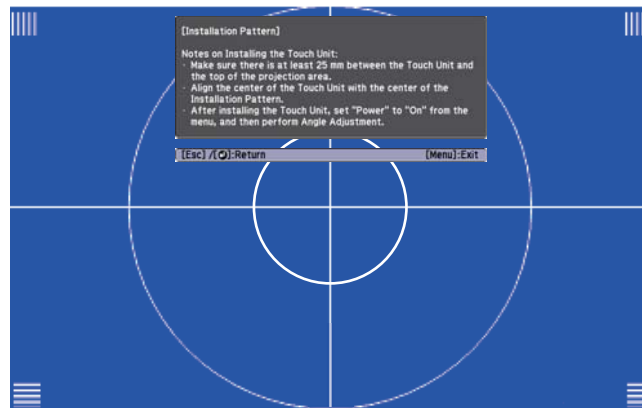 [Installation Pattern]
Notes on Installing the Touch Unit:
· Make sure there is at least 25 mm between the Touch Unit and
the top of the projection area.
· Align the center of the Touch Unit with the center of the
Installation Pattern.
· After installing the Touch Unit, set "Power" to "On" from the
menu, and then perform Angle Adjustment.
[Esc] /[⏎]:Return [Menu]:Exit